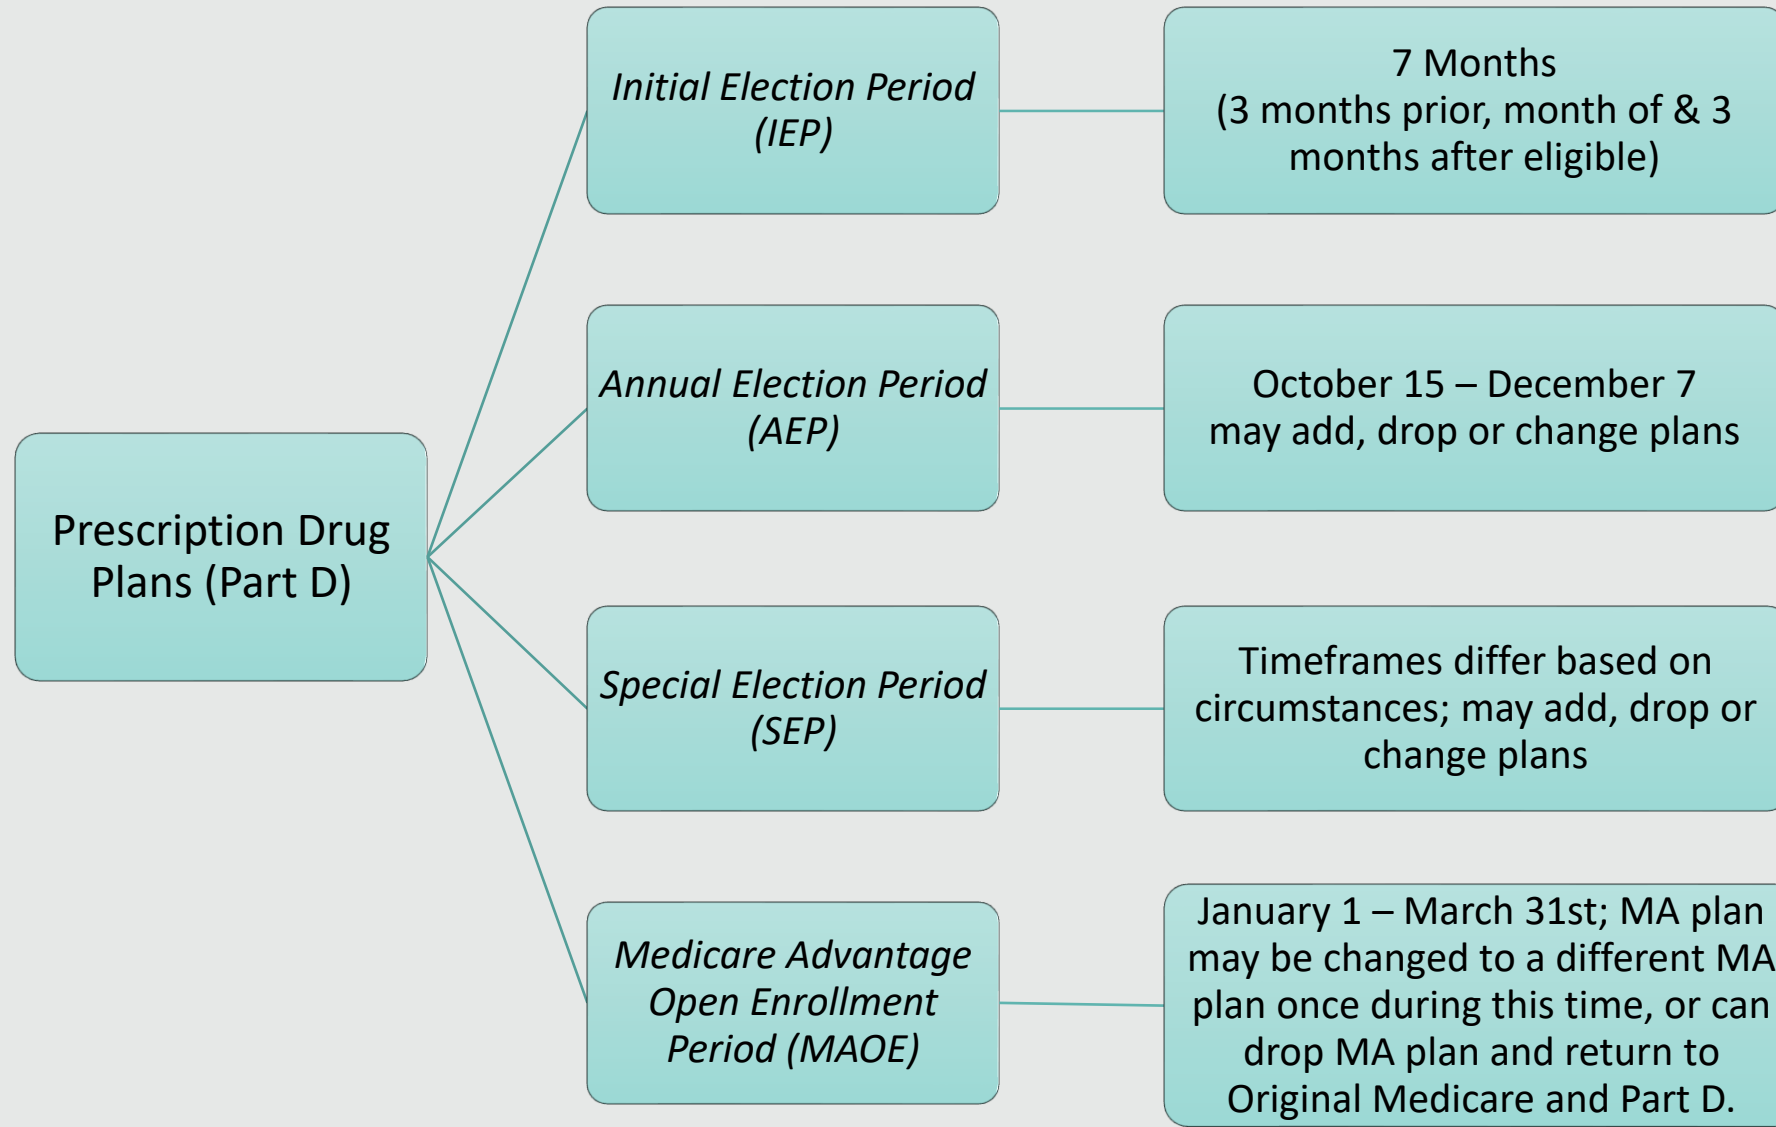 Prescription Drug
Plans (Part D)
Initial Election Period
(IEP)
7 Months
(3 months prior, month of & 3
months after eligible)
Annual Election Period
(AEP)
October 15 – December 7
may add, drop or change plans
Special Election Period
(SEP)
Timeframes differ based on
circumstances; may add, drop or
change plans
Medicare Advantage
Open Enrollment
Period (MAOE)
January 1 – March 31st; MA plan
may be changed to a different MA
plan once during this time, or can
drop MA plan and return to
Original Medicare and Part D.